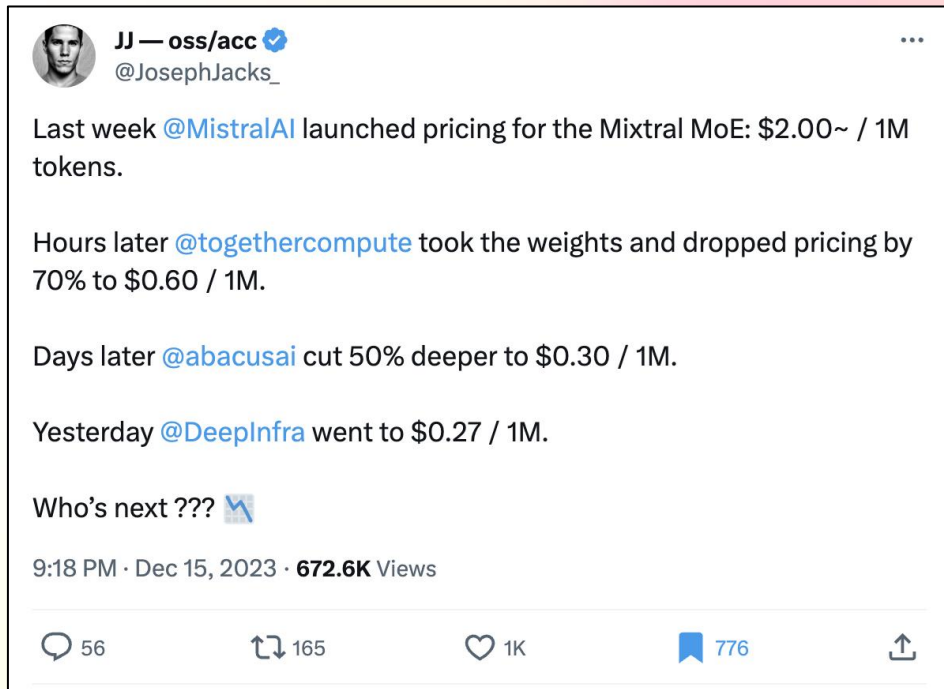 JJ — oss/acc
@JosephJacks_
Last week @MistralAI launched pricing for the Mixtral MoE: $2.00~ / 1M
tokens.
Hours later @togethercompute took the weights and dropped pricing by
70% to $0.60 / 1M.
Days later @abacusai cut 50% deeper to $0.30 / 1M.
Yesterday @DeepInfra went to $0.27 / 1M.
Who’s next ??? 📉
9:18 PM · Dec 15, 2023 · 672.6K Views
56 165 1K 776